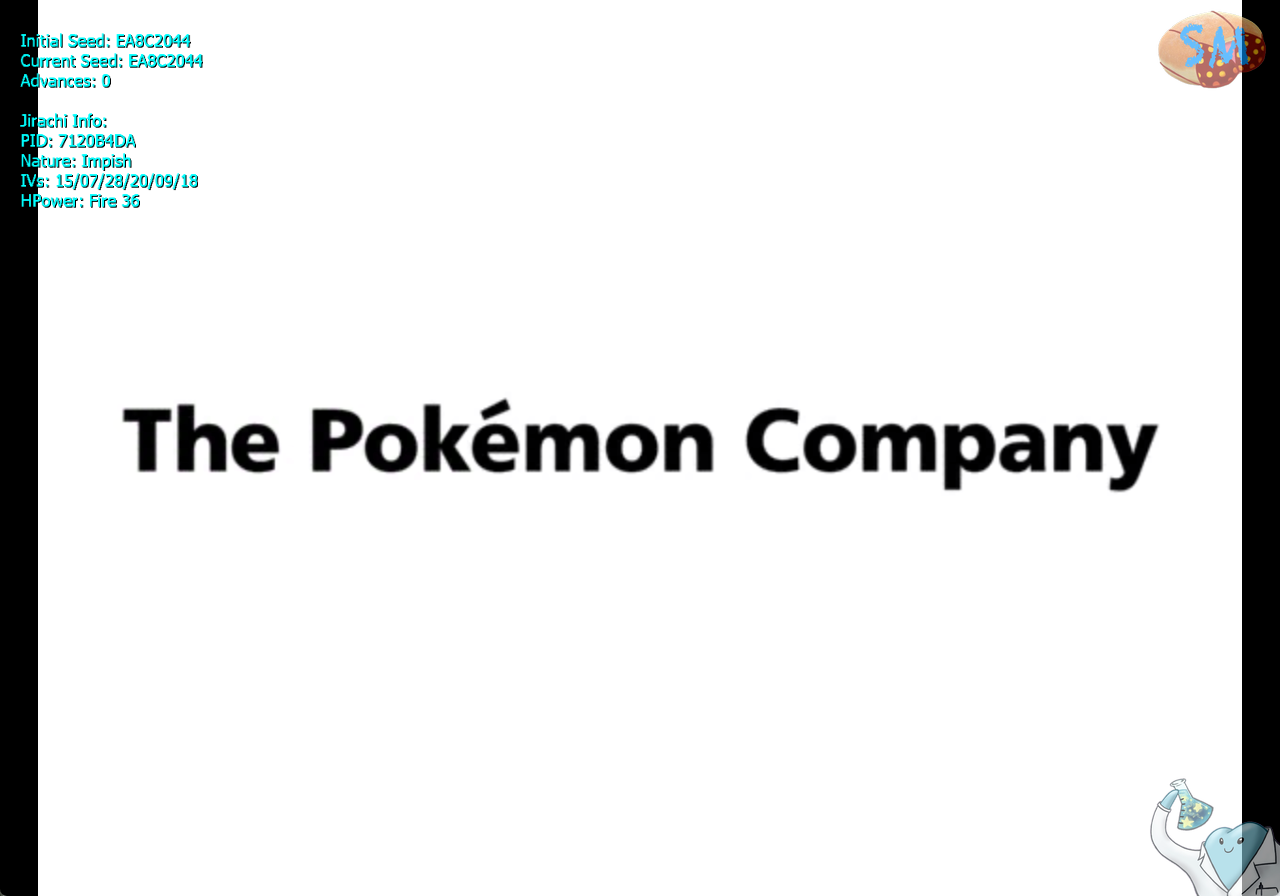 Initial Seed: EA8C2044
Current Seed: EA8C2044
Advances: 0
Jirachi Info:
PID: 7120B4DA
Nature: Impish
IVs: 15/07/28/20/09/18
HPower: Fire 36
SM
The Pokémon Company